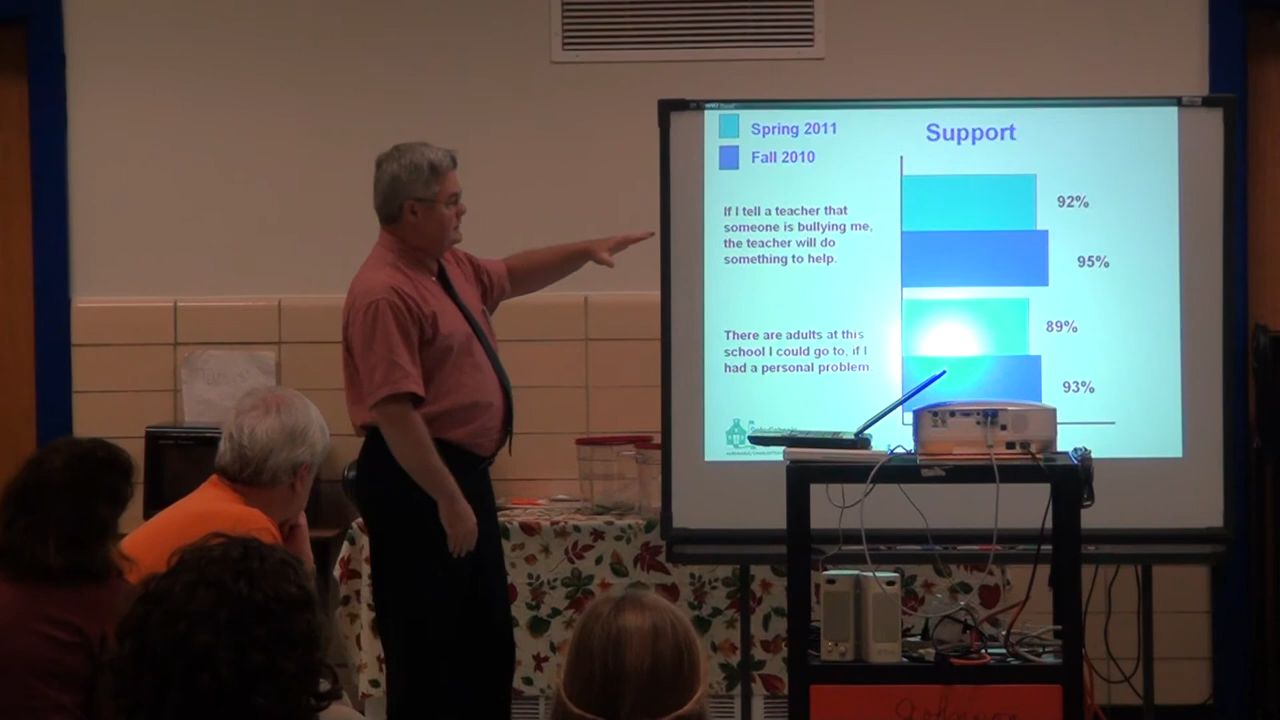 Spring 2011
Fall 2010
Support
If I tell a teacher that
someone is bullying me,
the teacher will do
something to help.
92%
95%
There are adults at this
school I could go to, if I
had a personal problem
89%
93%